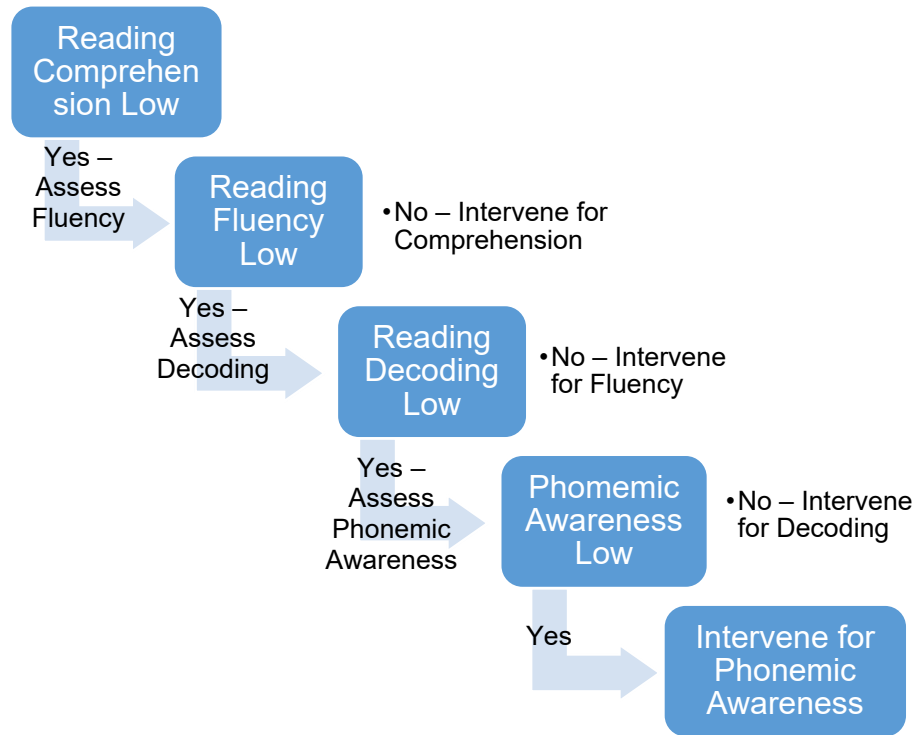 Reading
Comprehen
sion Low
Yes –
Assess
Fluency
Reading
Fluency
Low
•No – Intervene for
Comprehension
Yes –
Assess
Decoding
Reading
Decoding
Low
•No – Intervene
for Fluency
Yes –
Assess
Phonemic
Awareness
Phomemic
Awareness
Low
•No – Intervene
for Decoding
Yes
Intervene for
Phonemic
Awareness